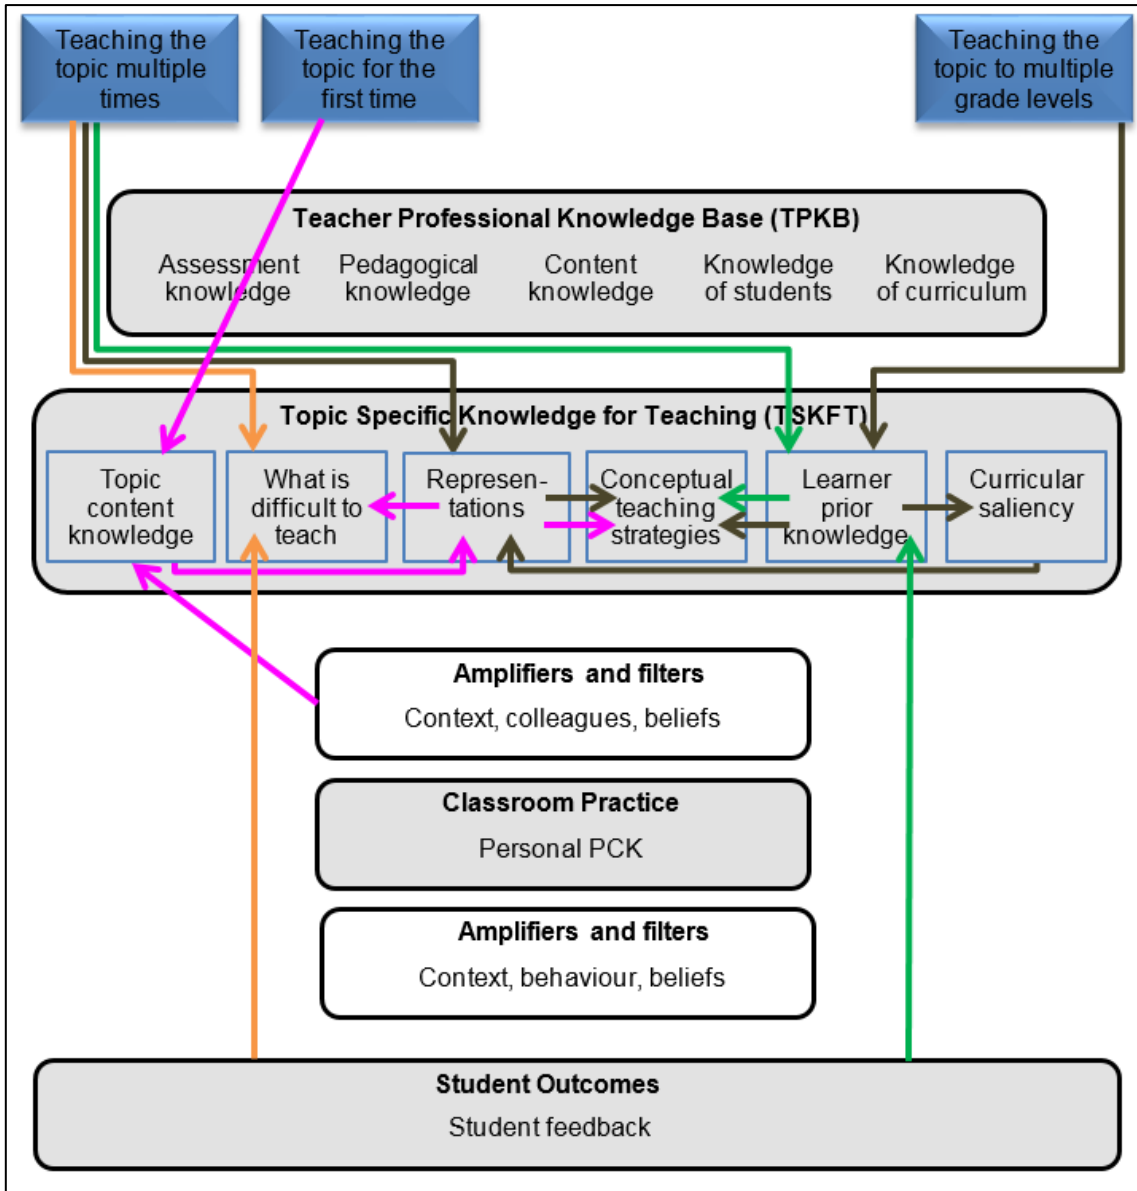 Teaching the
topic multiple
times
Teaching the
topic for the
first time
Teaching the
topic to multiple
grade levels
Teacher Professional Knowledge Base (TPKB)
Assessment
knowledge
Pedagogical
knowledge
Content
knowledge
Knowledge
of students
Knowledge
of curriculum
Topic Specific Knowledge for Teaching (TSKFT)
Topic
content
knowledge
What is
difficult to
teach
Represen-
tations
Conceptual
teaching
strategies
Learner
prior
knowledge
Curricular
saliency
Amplifiers and filters
Context, colleagues, beliefs
Classroom Practice
Personal PCK
Amplifiers and filters
Context, behaviour, beliefs
Student Outcomes
Student feedback